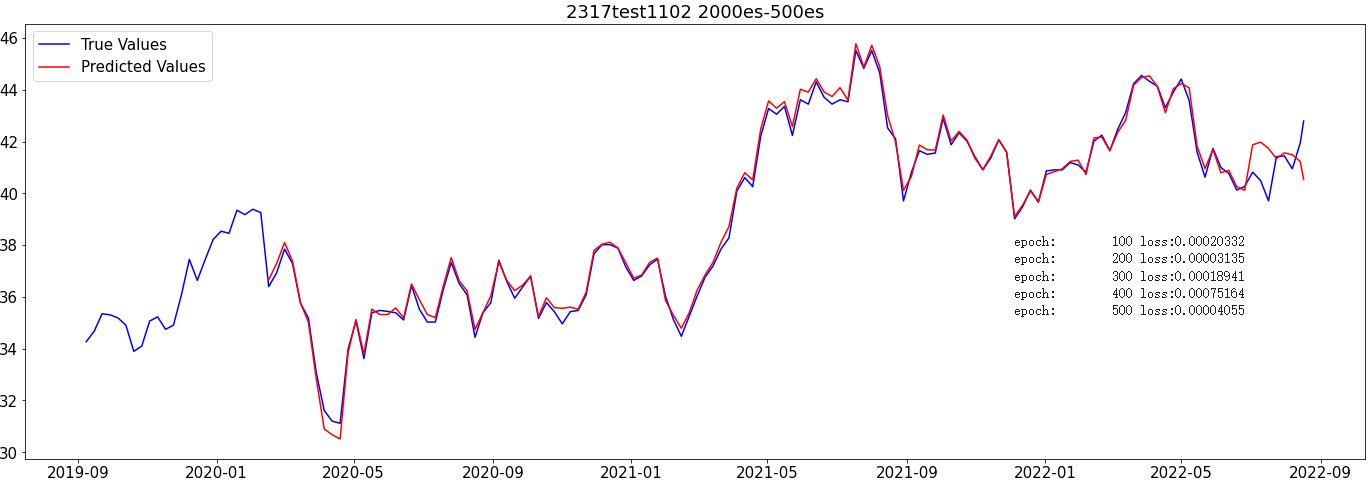 2317test1102 2000es-500es
True Values
Predicted Values
46
44
42
40
38
36
34
32
30
epoch: 100 loss:0.00020332
epoch: 200 loss:0.00003135
epoch: 300 loss:0.00018941
epoch: 400 loss:0.00075164
epoch: 500 loss:0.00004055
2019-09 2020-01 2020-05 2020-09 2021-01 2021-05 2021-09 2022-01 2022-05 2022-09